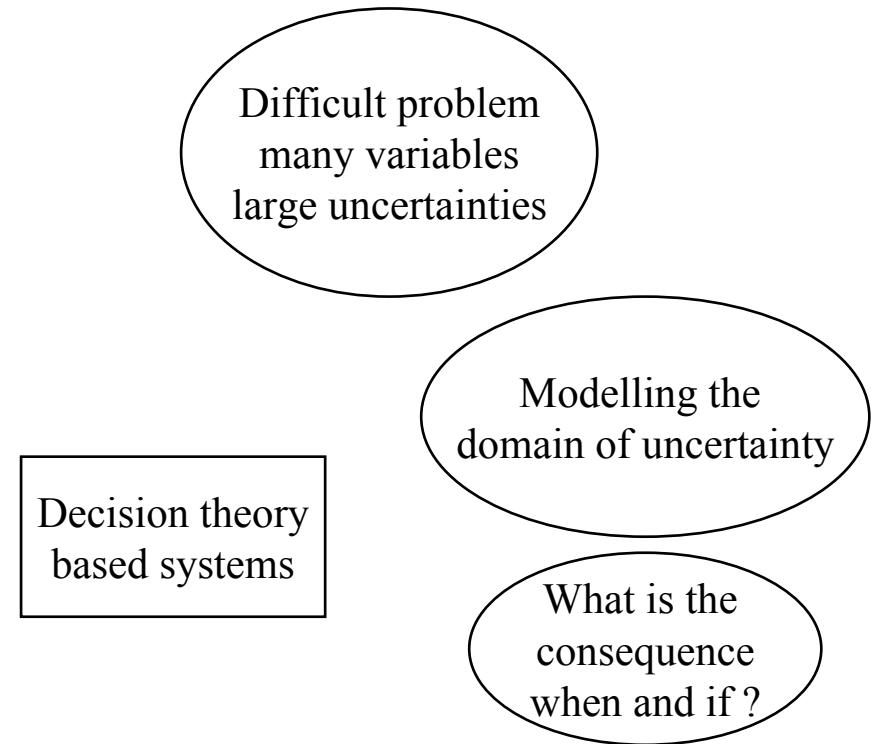 Difficult problem
many variables
large uncertainties
Modelling the
domain of uncertainty
Decision theory
based systems
What is the
consequence
when and if ?